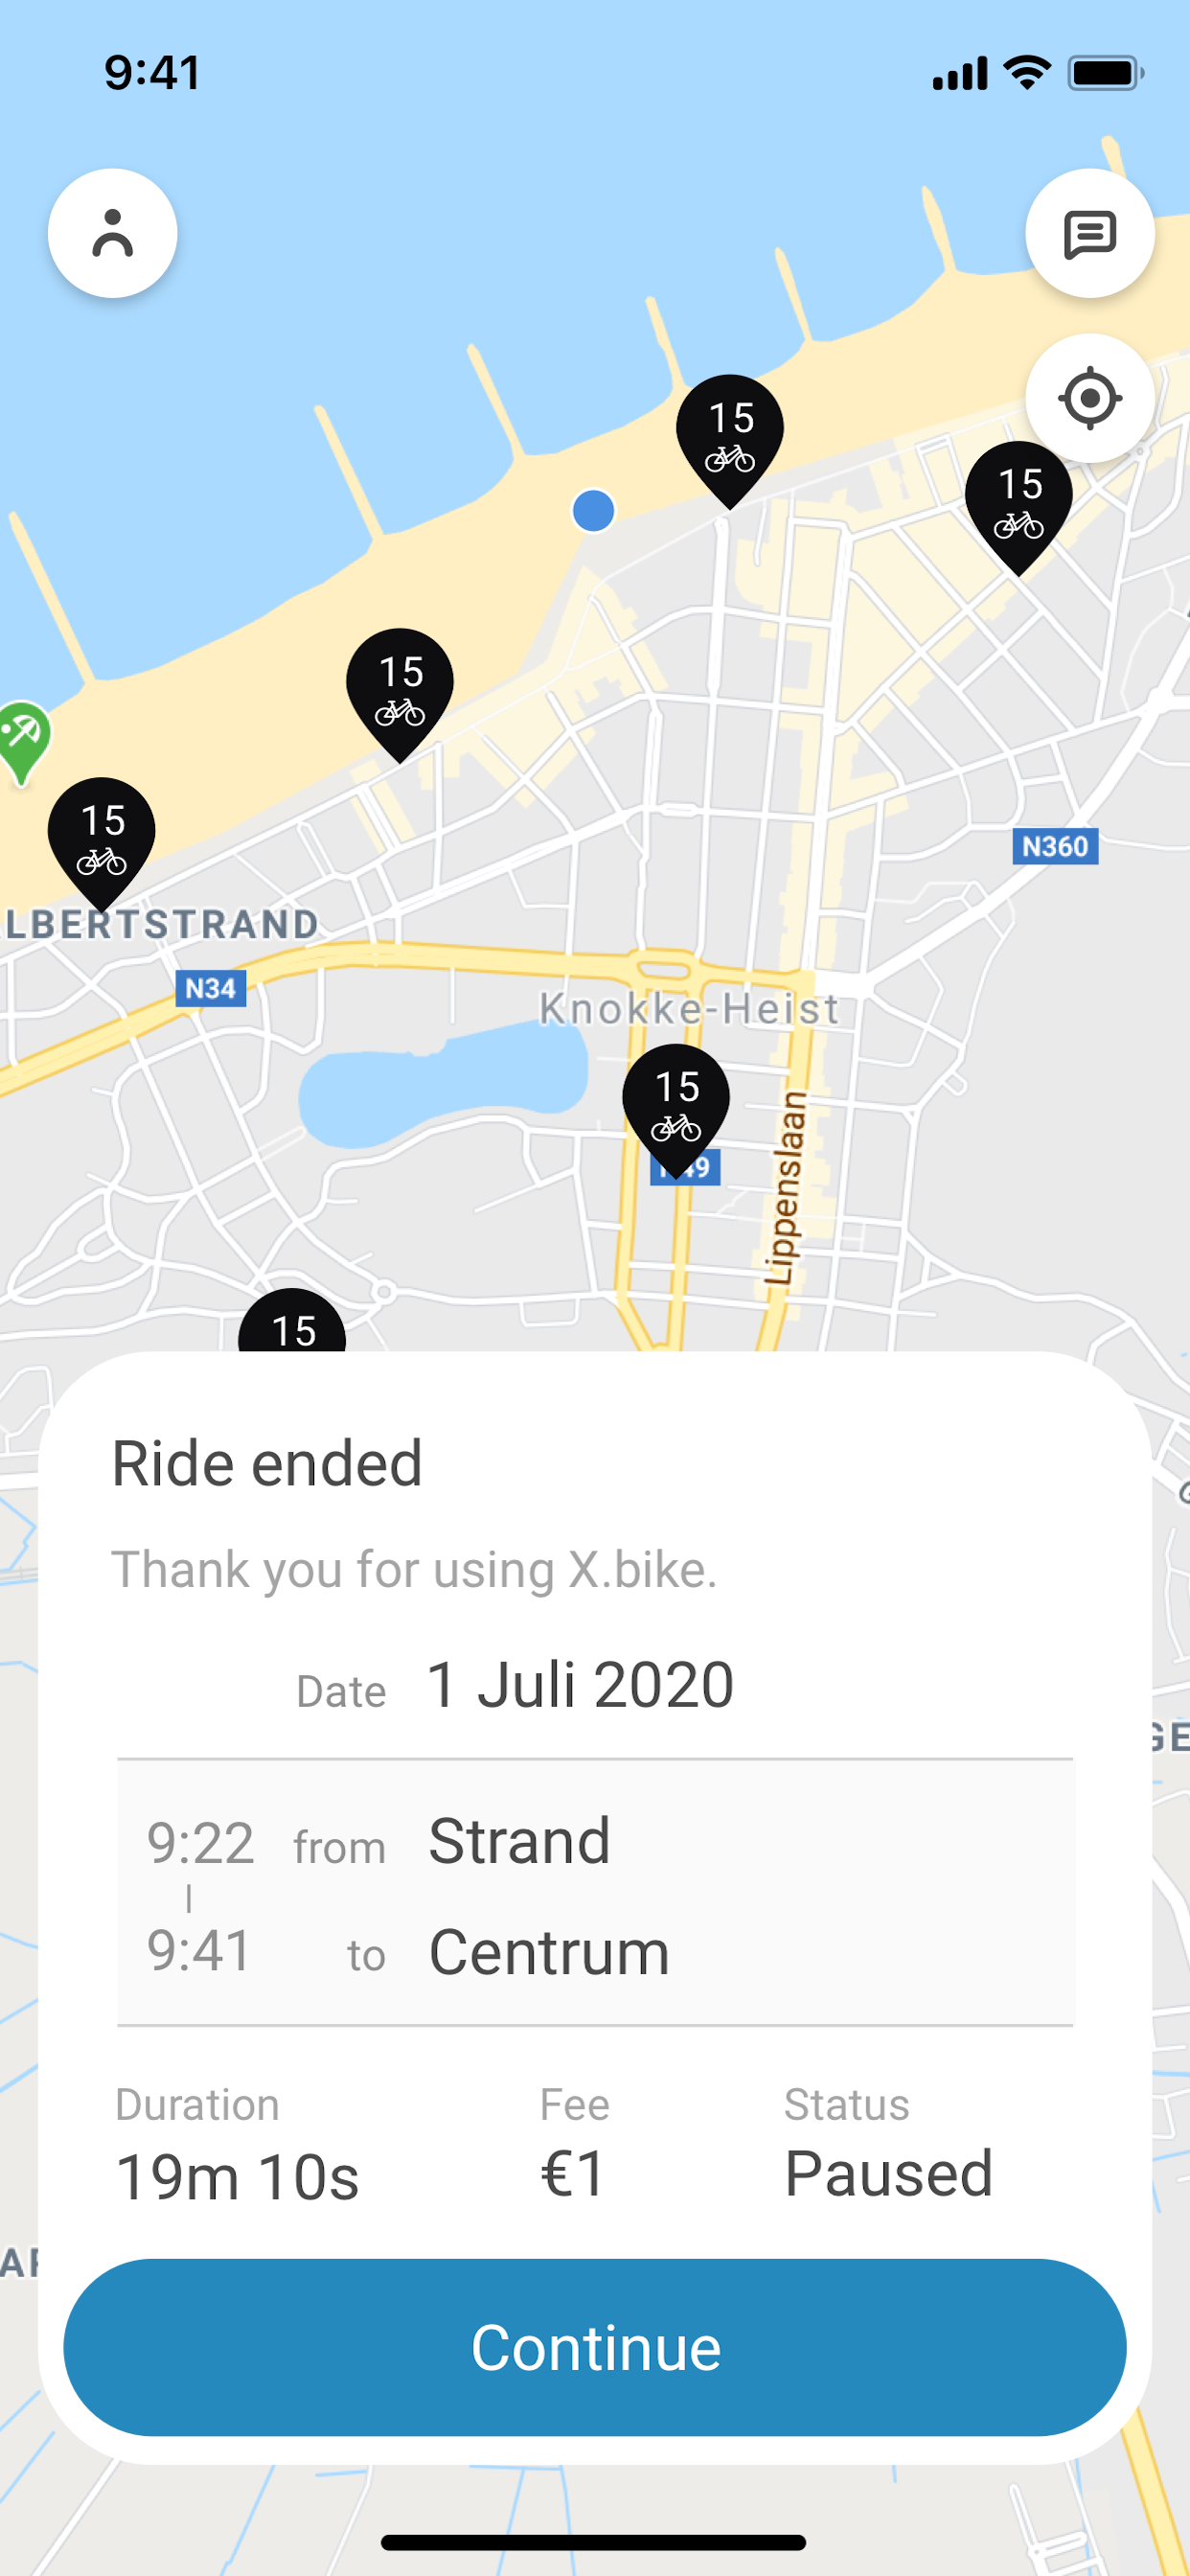 9:41
15
15
15
15
N360
LBERTSTRAND
N34
Knokke-Heist
15
49
Lippenslaan
15
Ride ended
Thank you for using X.bike.
Date 1 Juli 2020
GE
9:22 from Strand
9:41 to Centrum
Duration Fee Status
19m 10s €1 Paused
Continue